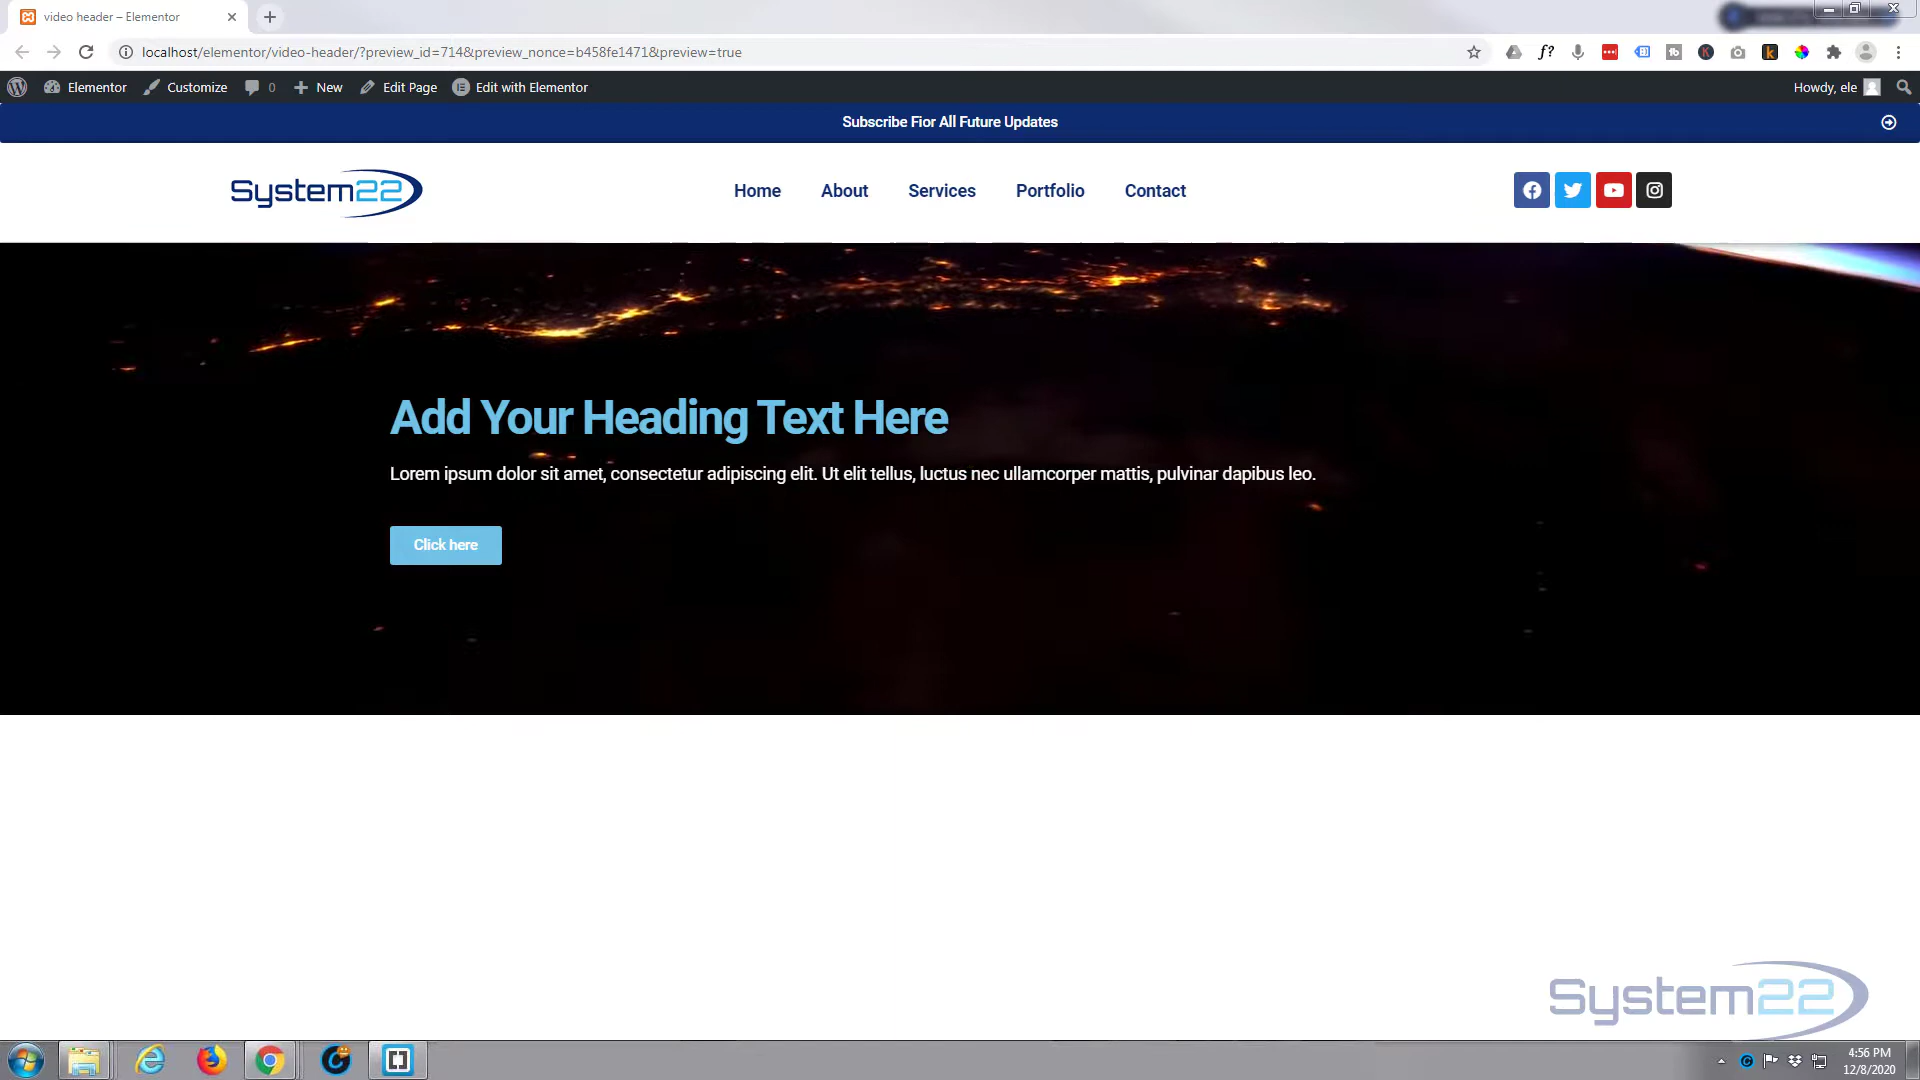 video header – Elementor
localhost/elementor/video-header/?preview_id=714&preview_nonce=b458fe1471&preview=true
Elementor Customize 0 New Edit Page Edit with Elementor Howdy, ele
Subscribe Fior All Future Updates
System22 Home About Services Portfolio Contact
Add Your Heading Text Here
Lorem ipsum dolor sit amet, consectetur adipiscing elit. Ut elit tellus, luctus nec ullamcorper mattis, pulvinar dapibus leo.
Click here
System22
4:56 PM
12/8/2020